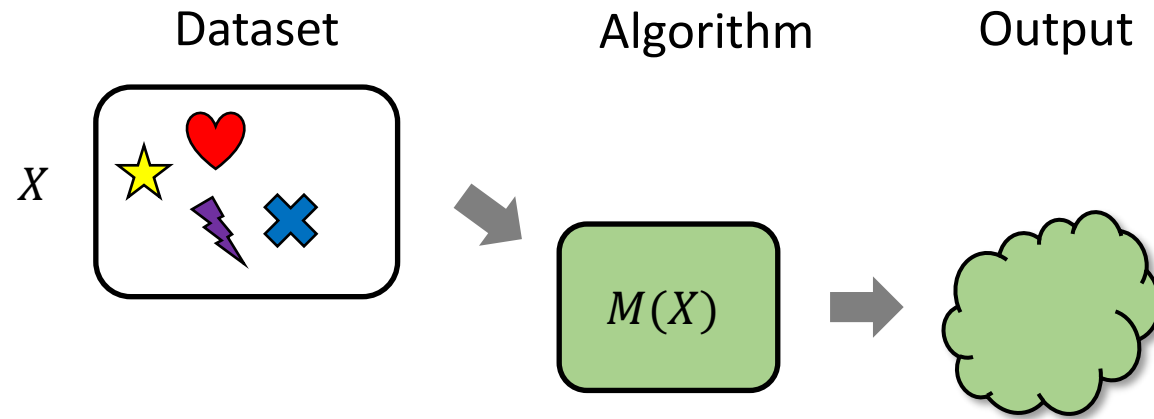 Dataset
Algorithm
Output
X
M(X)